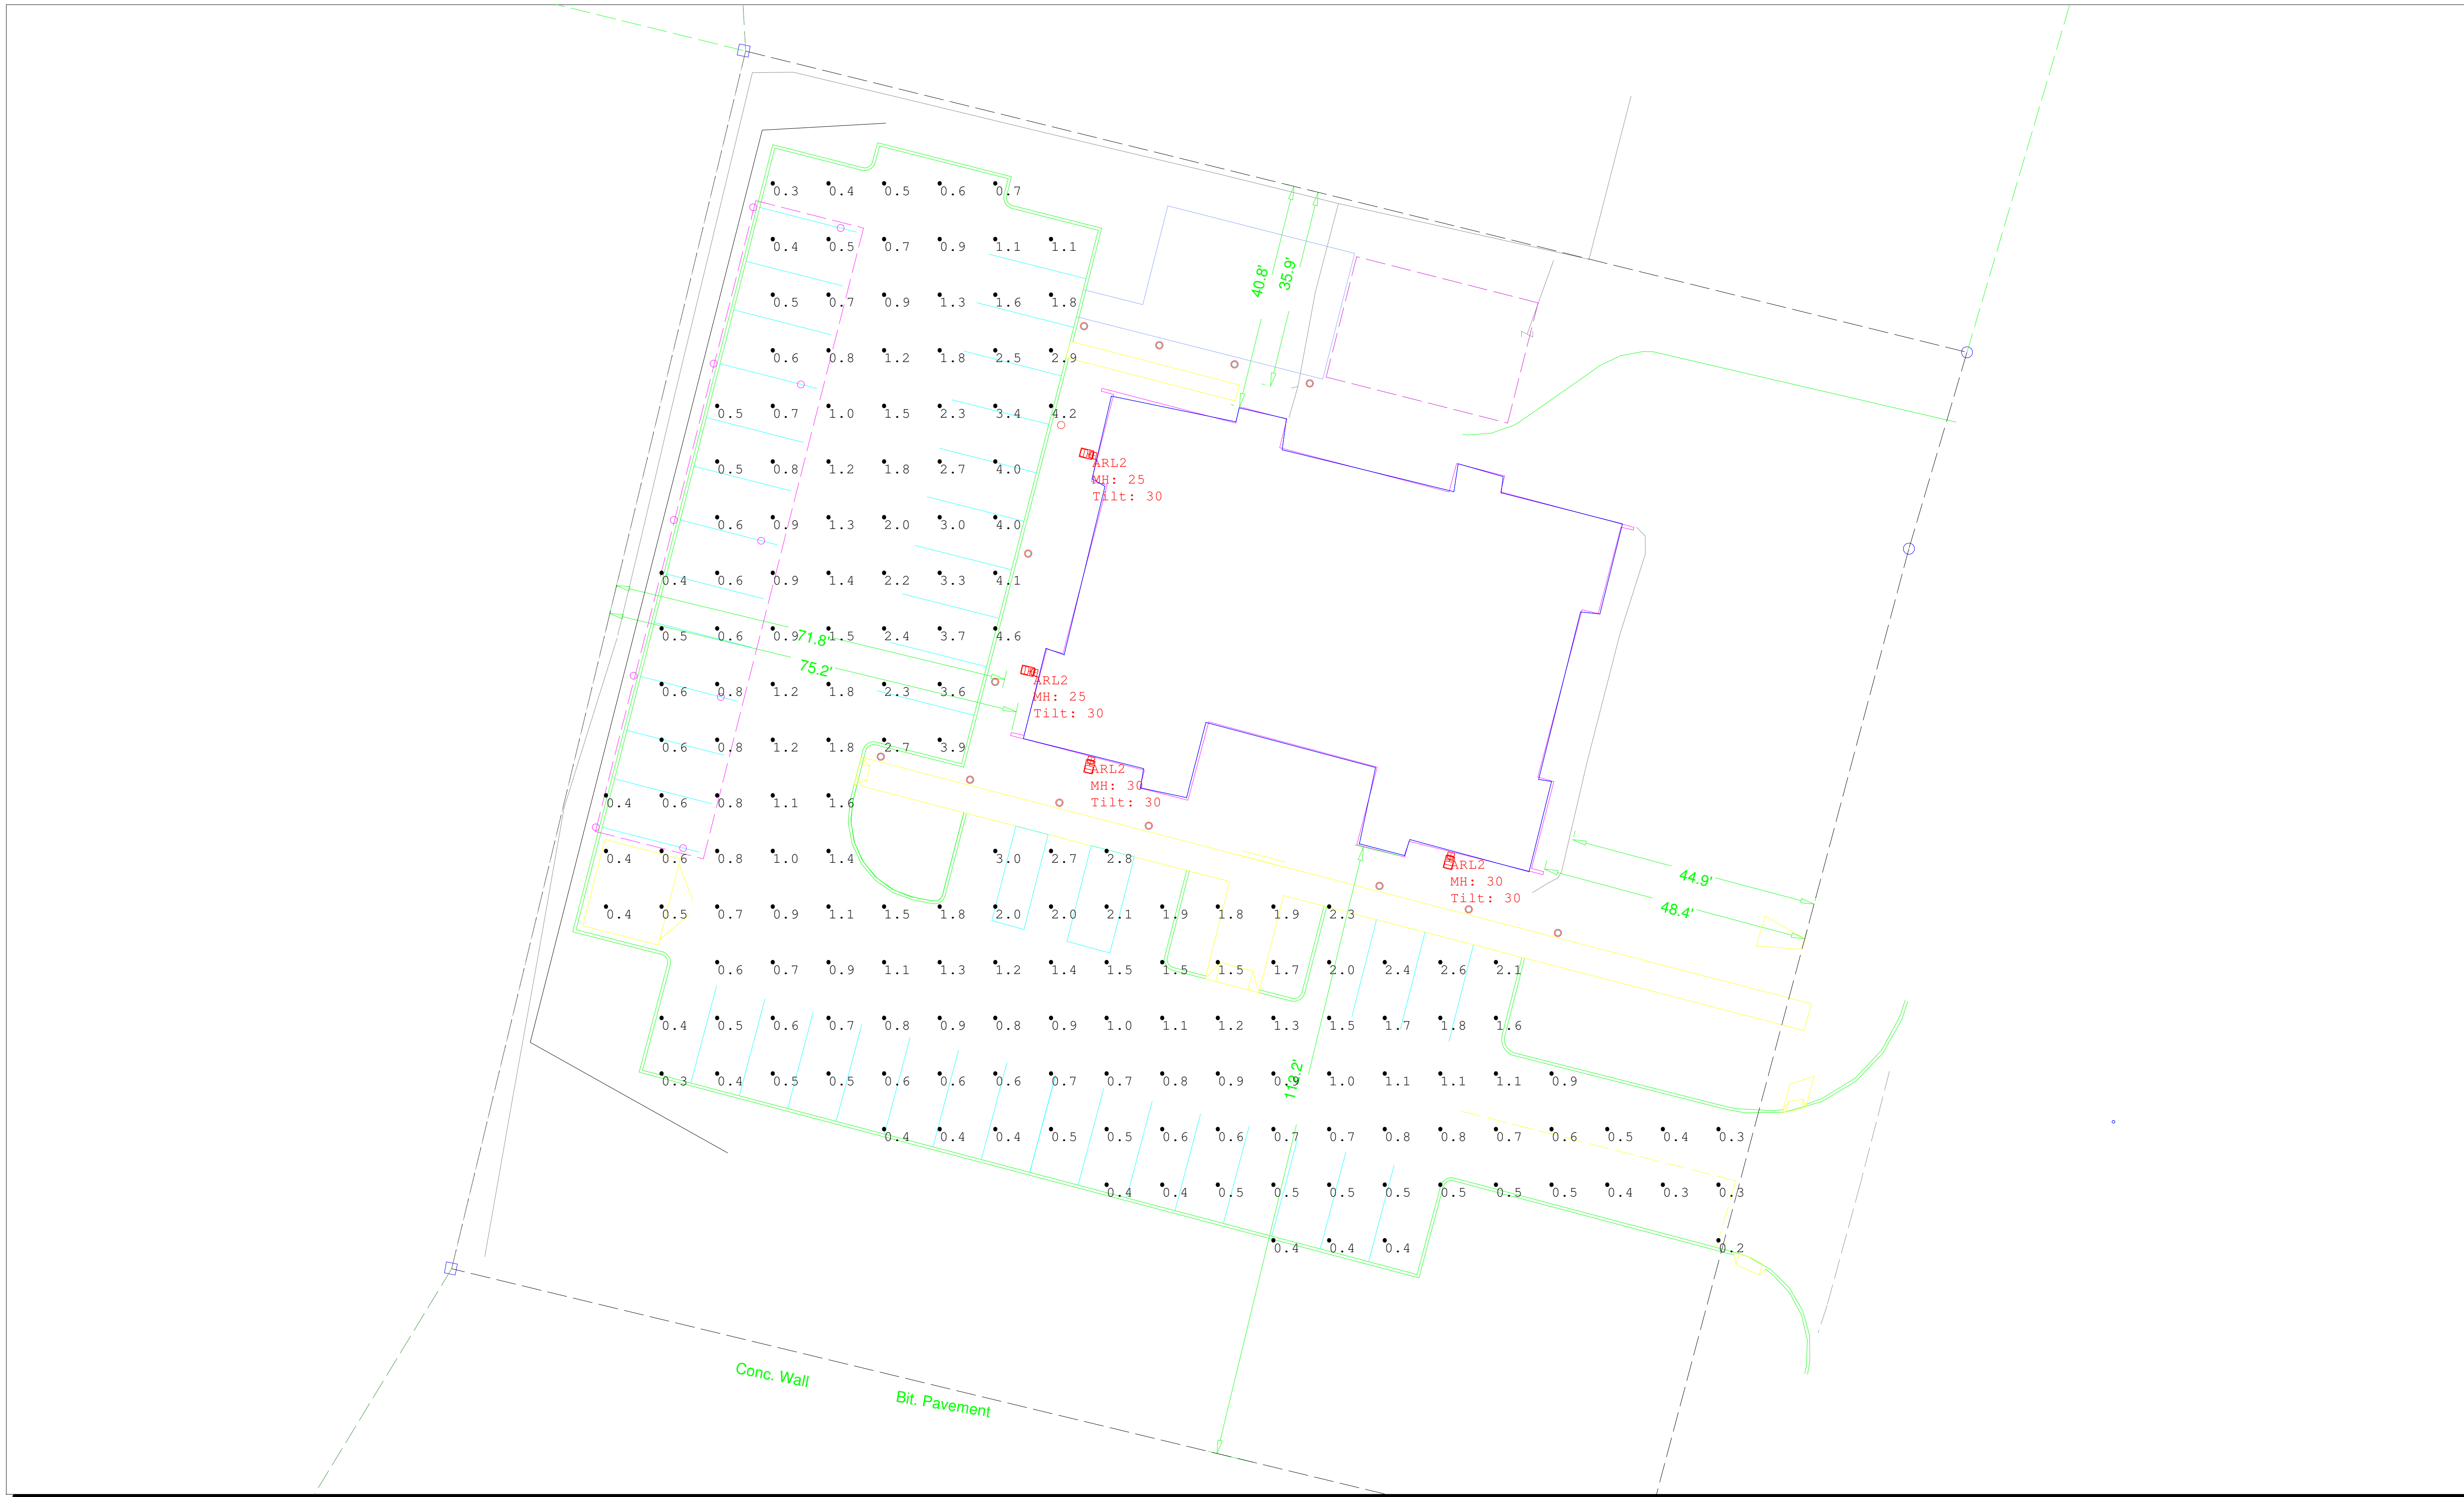 0.3 0.4 0.5 0.6 0.7
0.4 0.5 0.7 0.9 1.1 1.1
40.8'
35.9'
0.5 0.7 0.9 1.3 1.6 1.8
0.6 0.8 1.2 1.8 2.5 2.9
0.5 0.7 1.0 1.5 2.3 3.4 4.2
0.5 0.8 1.2 1.8 2.7 4.0
ARL2
MH: 25
Tilt: 30
0.6 0.9 1.3 2.0 3.0 4.0
0.4 0.6 0.9 1.4 2.2 3.3 4.1
0.5 0.6 0.9 1.5 2.4 3.7 4.6
71.8'
75.2'
0.6 0.8 1.2 1.8 2.3 3.6
ARL2
MH: 25
Tilt: 30
0.6 0.8 1.2 1.8 2.7 3.9
ARL2
MH: 30
Tilt: 30
0.4 0.6 0.8 1.1 1.6
0.4 0.6 0.8 1.0 1.4 3.0 2.7 2.8
ARL2
MH: 30
Tilt: 30
44.9'
48.4'
0.4 0.5 0.7 0.9 1.1 1.5 1.8 2.0 2.0 2.1 1.9 1.8 1.9 2.3
0.6 0.7 0.9 1.1 1.3 1.2 1.4 1.5 1.5 1.5 1.7 2.0 2.4 2.6 2.1
0.4 0.5 0.6 0.7 0.8 0.9 0.8 0.9 1.0 1.1 1.2 1.3 1.5 1.7 1.8 1.6
0.3 0.4 0.5 0.5 0.6 0.6 0.6 0.7 0.7 0.8 0.9 0.9 1.0 1.1 1.1 1.1 0.9
0.4 0.4 0.4 0.5 0.5 0.6 0.6 0.7 0.7 0.8 0.8 0.7 0.6 0.5 0.4 0.3
0.4 0.4 0.5 0.5 0.5 0.5 0.5 0.5 0.5 0.4 0.3 0.3
0.4 0.4 0.4 0.2
Conc. Wall
Bit. Pavement